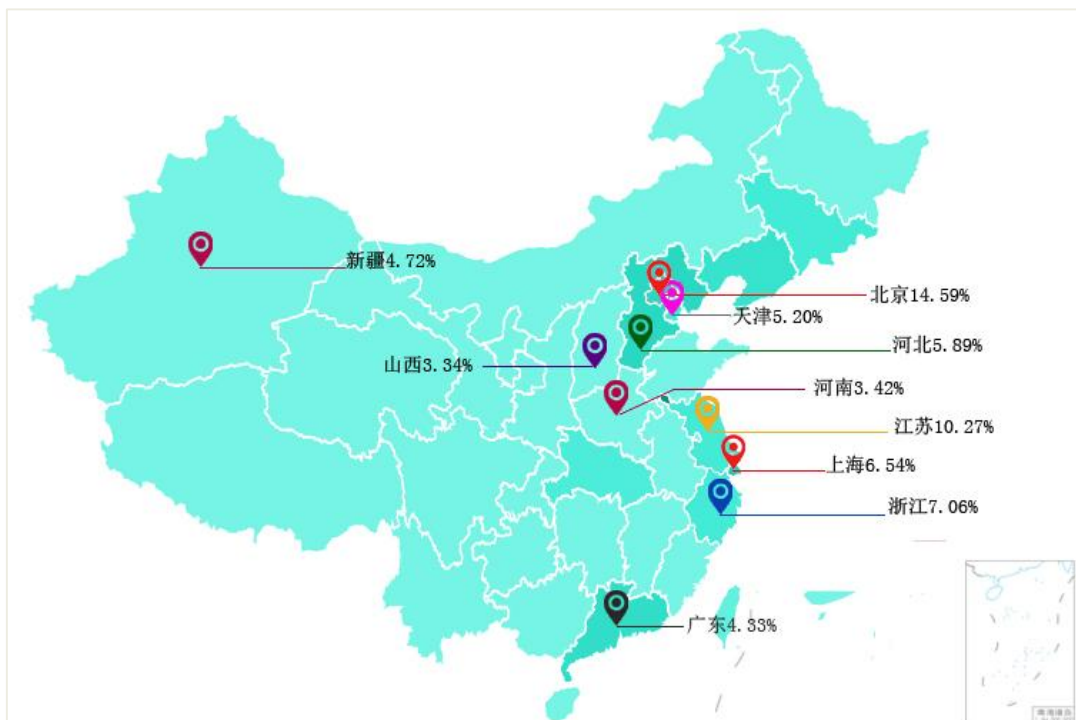 新疆4.72%
北京14.59%
天津5.20%
河北5.89%
山西3.34%
河南3.42%
江苏10.27%
上海6.54%
浙江7.06%
广东4.33%